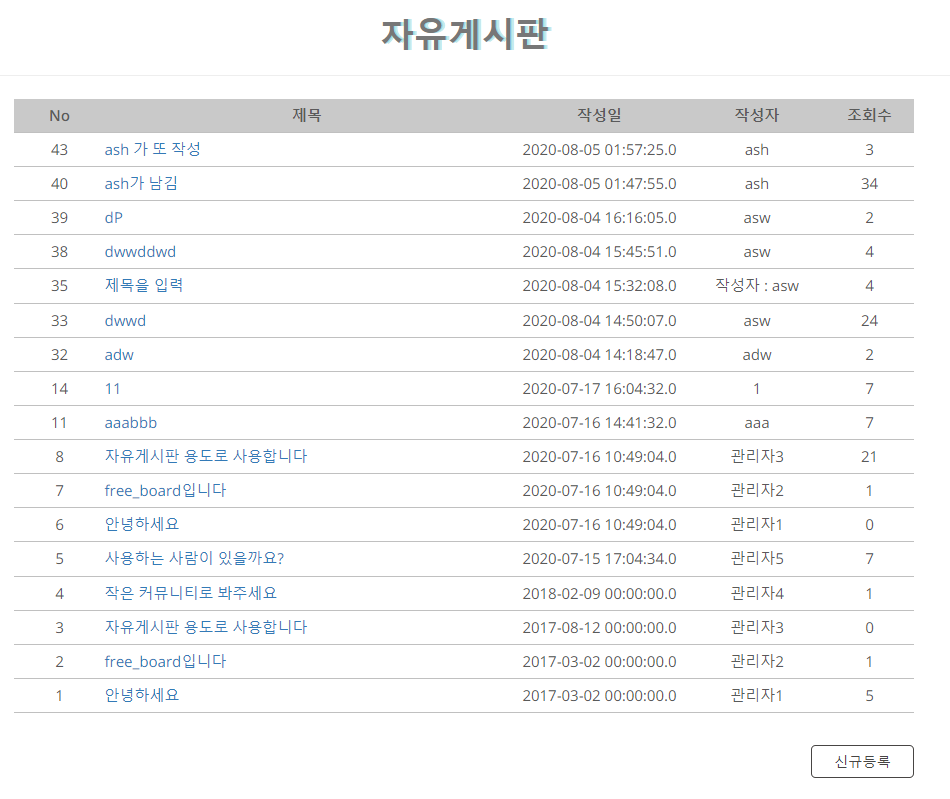 자유게시판
No 제목 작성일 작성자 조회수
43 ash 가 또 작성 2020-08-05 01:57:25.0 ash 3
40 ash가 남김 2020-08-05 01:47:55.0 ash 34
39 dP 2020-08-04 16:16:05.0 asw 2
38 dwwddwd 2020-08-04 15:45:51.0 asw 4
35 제목을 입력 2020-08-04 15:32:08.0 작성자 : asw 4
33 dwwd 2020-08-04 14:50:07.0 asw 24
32 adw 2020-08-04 14:18:47.0 adw 2
14 11 2020-07-17 16:04:32.0 1 7
11 aaabbb 2020-07-16 14:41:32.0 aaa 7
8 자유게시판 용도로 사용합니다 2020-07-16 10:49:04.0 관리자3 21
7 free_board입니다 2020-07-16 10:49:04.0 관리자2 1
6 안녕하세요 2020-07-16 10:49:04.0 관리자1 0
5 사용하는 사람이 있을까요? 2020-07-15 17:04:34.0 관리자5 7
4 작은 커뮤니티로 봐주세요 2018-02-09 00:00:00.0 관리자4 1
3 자유게시판 용도로 사용합니다 2017-08-12 00:00:00.0 관리자3 0
2 free_board입니다 2017-03-02 00:00:00.0 관리자2 1
1 안녕하세요 2017-03-02 00:00:00.0 관리자1 5
신규등록